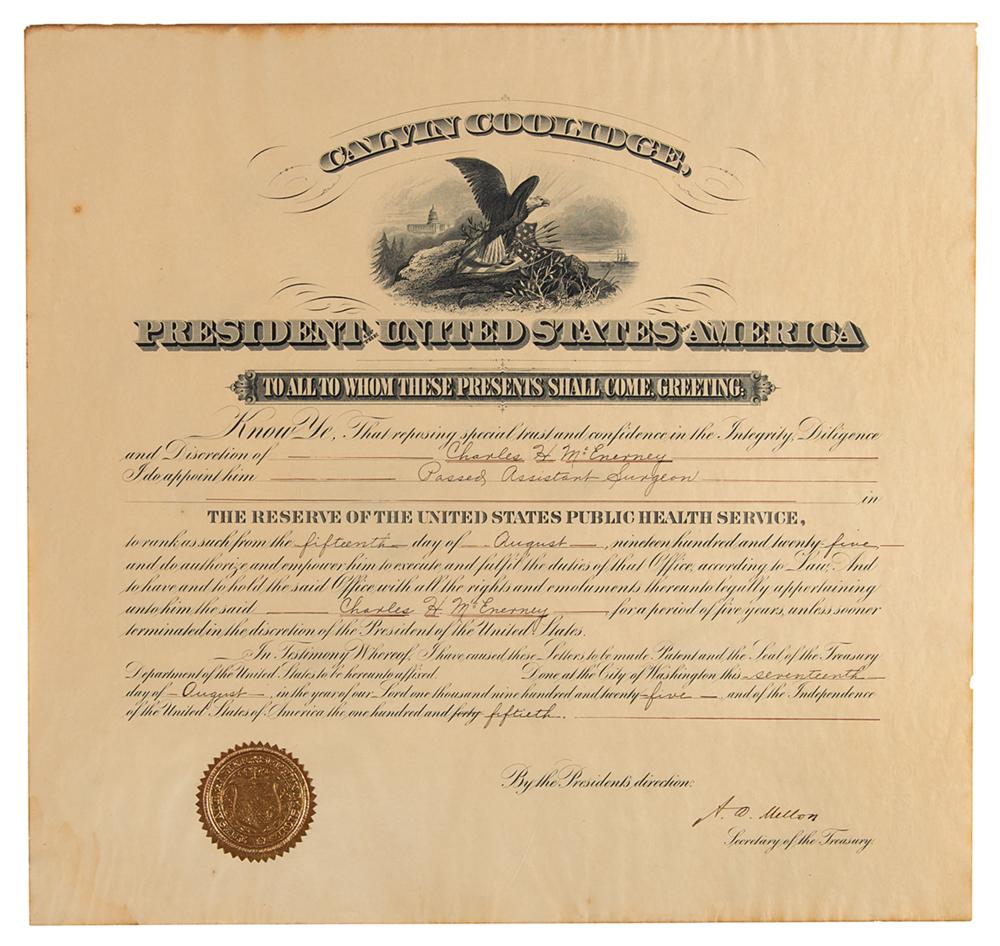 CALVIN COOLIDGE,
PRESIDENT OF THE UNITED STATES OF AMERICA
TO ALL TO WHOM THESE PRESENTS SHALL COME, GREETING:
Know Ye, That reposing special trust and confidence in the Integrity, Diligence
and Discretion of Charles H McEnerney
I do appoint him Passed Assistant Surgeon
in
THE RESERVE OF THE UNITED STATES PUBLIC HEALTH SERVICE,
to rank as such from the fifteenth day of August, nineteen hundred and twenty-five,
and do authorize and empower him to execute and fulfil the duties of that Office, according to Law; And
to have and to hold the said Office, with all the rights and emoluments thereunto legally appertaining
unto him the said Charles H. McEnerney, for a period of five years, unless sooner
terminated in the discretion of the President of the United States.
In Testimony Whereof, I have caused these Letters to be made Patent and the Seal of the Treasury
Department of the United States to be hereunto affixed. Done at the City of Washington this seventeenth
day of August, in the year of our Lord one thousand nine hundred and twenty-five, and of the Independence
of the United States of America the one hundred and forty fiftieth.
By the President's direction:
A. W. Mellon
Secretary of the Treasury.